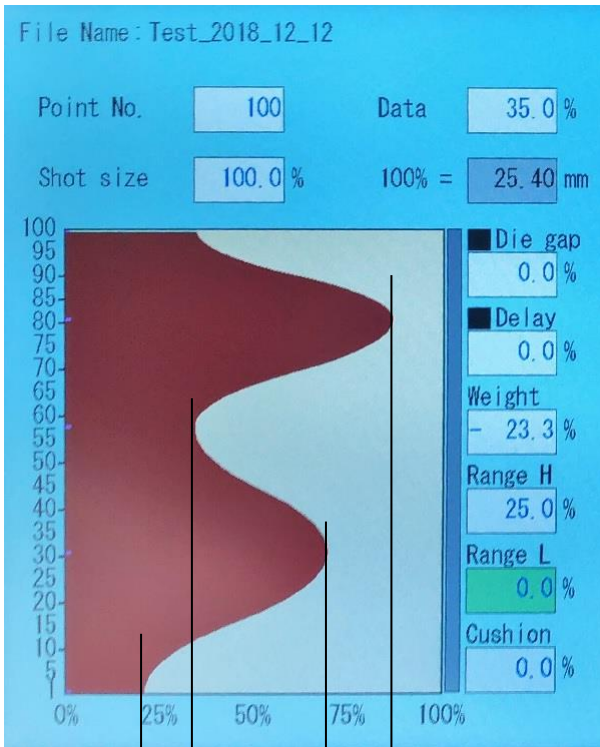 File Name:Test_2018_12_12
Point No. 100 Data 35.0 %
Shot size 100.0 % 100% = 25.40 mm
100
95
90
85
80
75
70
65
60
55
50
45
40
35
30
25
20
15
10
5
1
0% 25% 50% 75% 100%
Die gap
0.0 %
Delay
0.0 %
Weight
- 23.3 %
Range H
25.0 %
Range L
0.0 %
Cushion
0.0 %